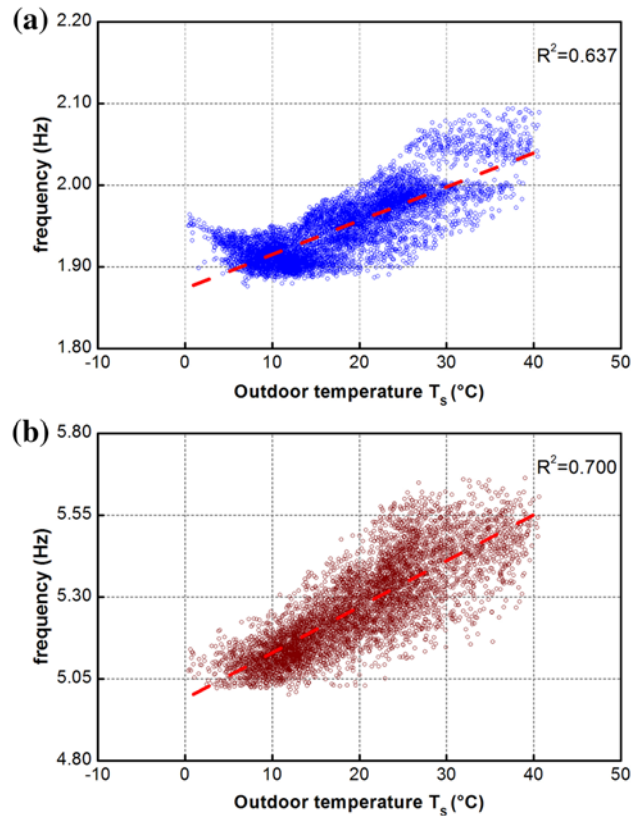 (a)
2.20
2.10
2.00
1.90
1.80
frequency (Hz)
R²=0.637
-10 0 10 20 30 40 50
Outdoor temperature Tₛ (°C)
(b)
5.80
5.55
5.30
5.05
4.80
frequency (Hz)
R²=0.700
-10 0 10 20 30 40 50
Outdoor temperature Tₛ (°C)